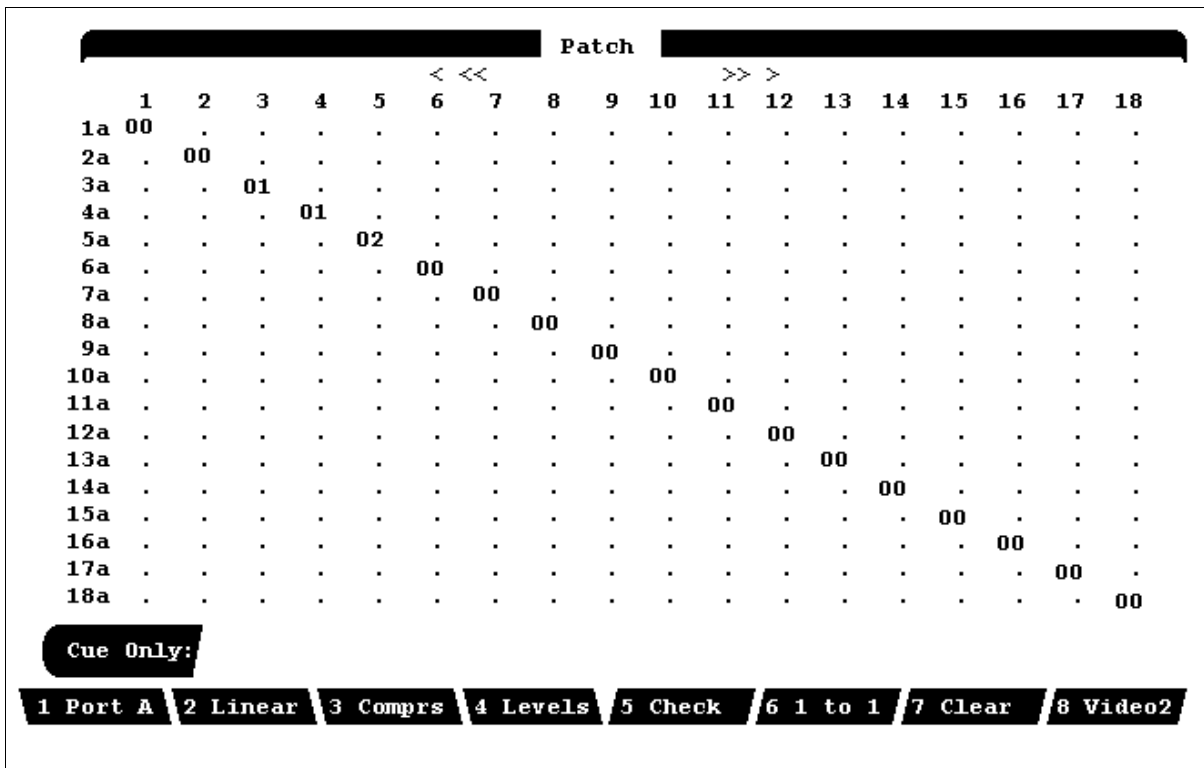 Patch
< << >> >
1 2 3 4 5 6 7 8 9 10 11 12 13 14 15 16 17 18
1a 00 . . . . . . . . . . . . . . . . .
2a . 00 . . . . . . . . . . . . . . . .
3a . . 01 . . . . . . . . . . . . . . .
4a . . . 01 . . . . . . . . . . . . . .
5a . . . . 02 . . . . . . . . . . . . .
6a . . . . . 00 . . . . . . . . . . . .
7a . . . . . . 00 . . . . . . . . . . .
8a . . . . . . . 00 . . . . . . . . . .
9a . . . . . . . . 00 . . . . . . . . .
10a . . . . . . . . . 00 . . . . . . . .
11a . . . . . . . . . . 00 . . . . . . .
12a . . . . . . . . . . . 00 . . . . . .
13a . . . . . . . . . . . . 00 . . . . .
14a . . . . . . . . . . . . . 00 . . . .
15a . . . . . . . . . . . . . . 00 . . .
16a . . . . . . . . . . . . . . . 00 . .
17a . . . . . . . . . . . . . . . . 00 .
18a . . . . . . . . . . . . . . . . . 00
Cue Only:
1 Port A 2 Linear 3 Comprs 4 Levels 5 Check 6 1 to 1 7 Clear 8 Video2